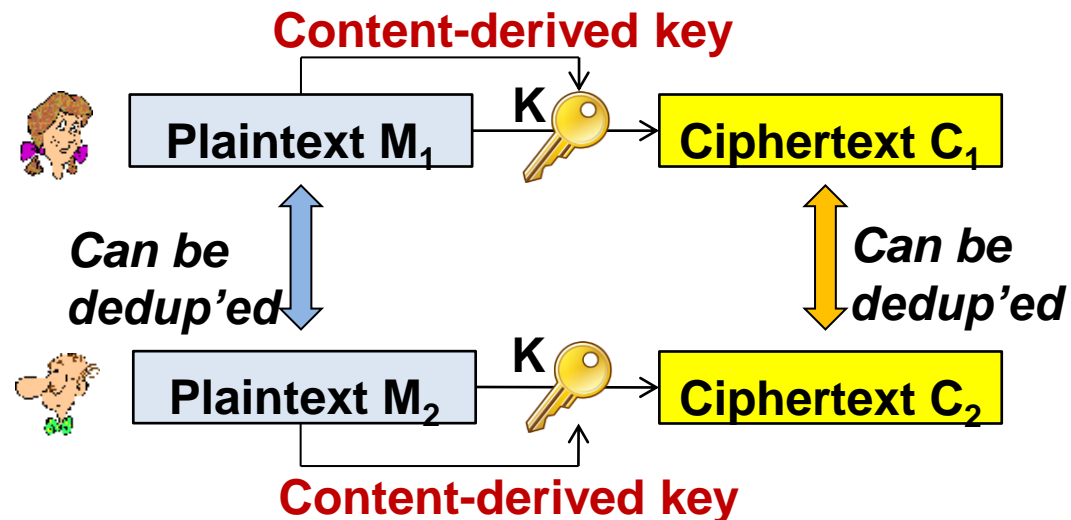 Content-derived key
K
Plaintext M₁
Ciphertext C₁
Can be
dedup’ed
Can be
dedup’ed
K
Plaintext M₂
Ciphertext C₂
Content-derived key